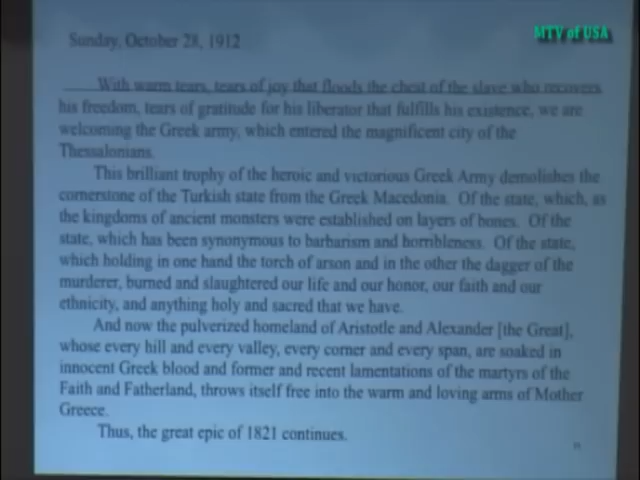 MTV of USA
Sunday, October 28, 1912
With warm tears, tears of joy that floods the chest of the slave who recovers
his freedom, tears of gratitude for his liberator that fulfills his existence, we are
welcoming the Greek army, which entered the magnificent city of the
Thessalonians.
This brilliant trophy of the heroic and victorious Greek Army demolishes the
cornerstone of the Turkish state from the Greek Macedonia. Of the state, which, as
the kingdoms of ancient monsters were established on layers of bones. Of the
state, which has been synonymous to barbarism and horribleness. Of the state,
which holding in one hand the torch of arson and in the other the dagger of the
murderer, burned and slaughtered our life and our honor, our faith and our
ethnicity, and anything holy and sacred that we have.
And now the pulverized homeland of Aristotle and Alexander [the Great],
whose every hill and every valley, every corner and every span, are soaked in
innocent Greek blood and former and recent lamentations of the martyrs of the
Faith and Fatherland, throws itself free into the warm and loving arms of Mother
Greece.
Thus, the great epic of 1821 continues.